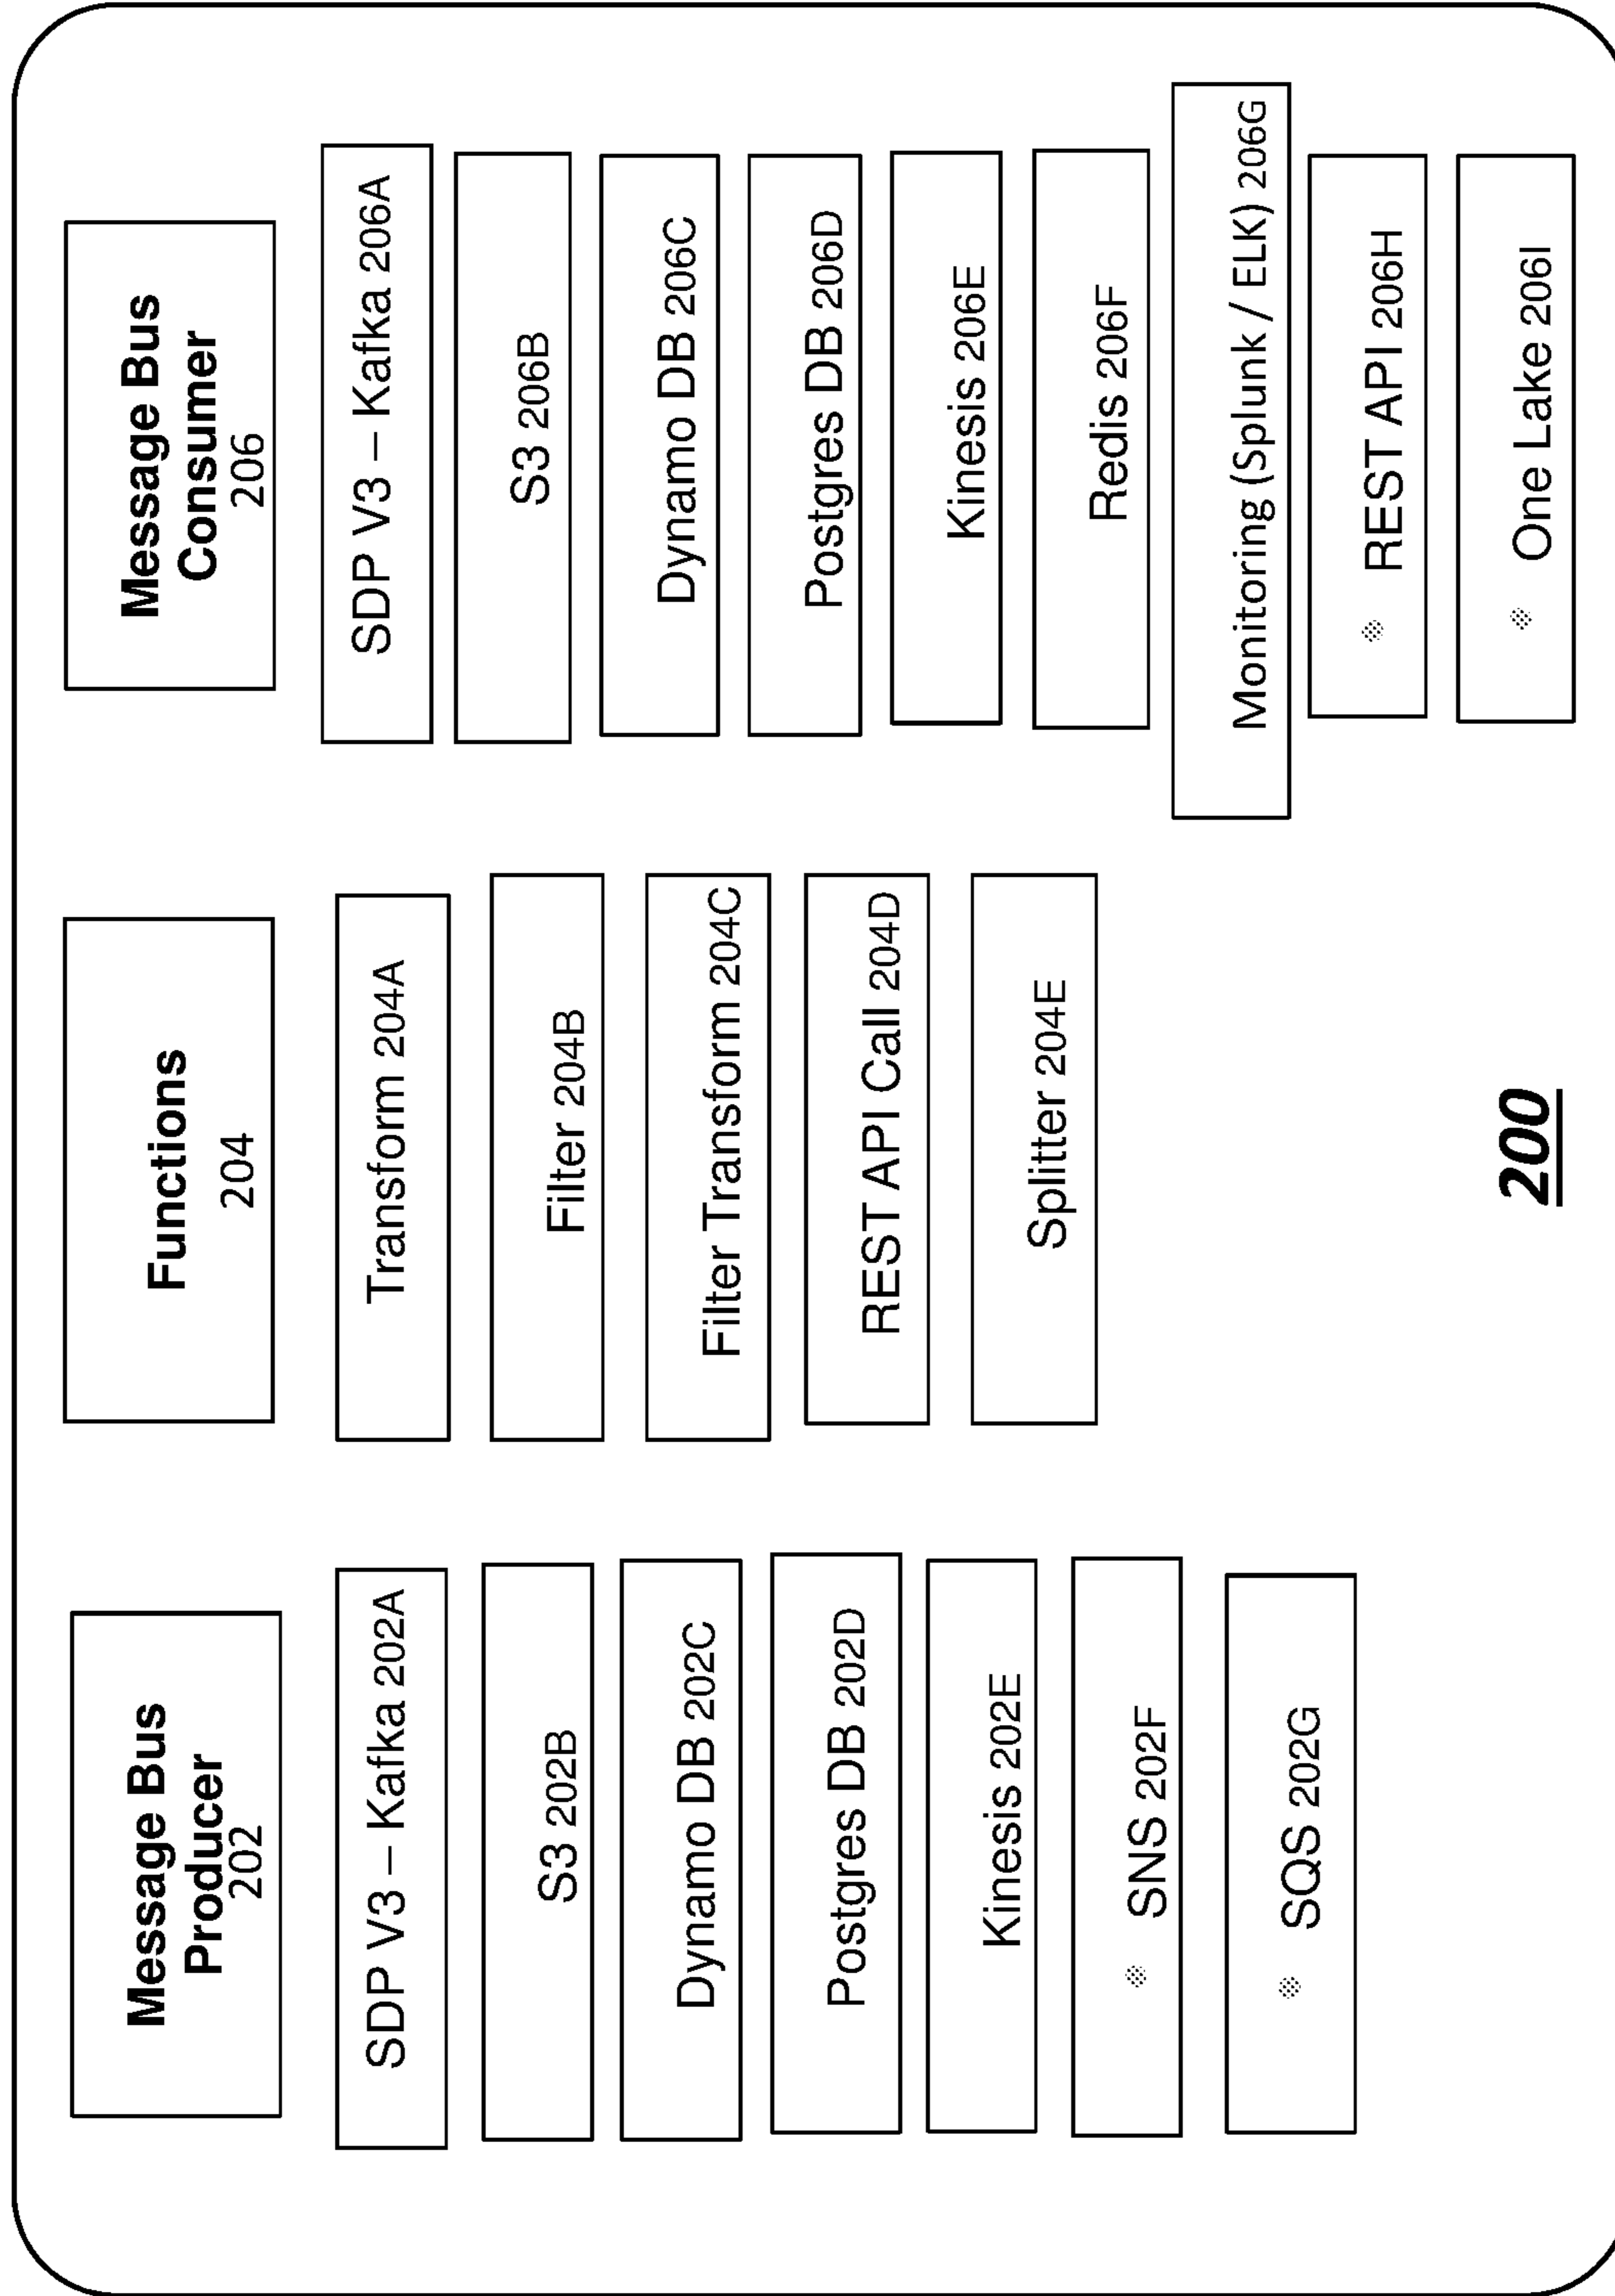 Message Bus
Producer
202
SDP V3 – Kafka 202A
S3 202B
Dynamo DB 202C
Postgres DB 202D
Kinesis 202E
SNS 202F
SQS 202G
Functions
204
Transform 204A
Filter 204B
Filter Transform 204C
REST API Call 204D
Splitter 204E
Message Bus
Consumer
206
SDP V3 – Kafka 206A
S3 206B
Dynamo DB 206C
Postgres DB 206D
Kinesis 206E
Redis 206F
Monitoring (Splunk / ELK) 206G
REST API 206H
One Lake 206I
200